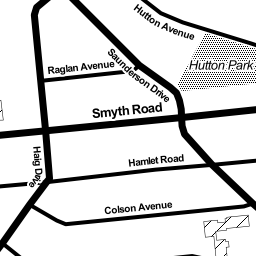 Hutton Avenue
Saunderson Drive
Raglan Avenue
Hutton Park
Smyth Road
Haig Drive
Hamlet Road
Colson Avenue